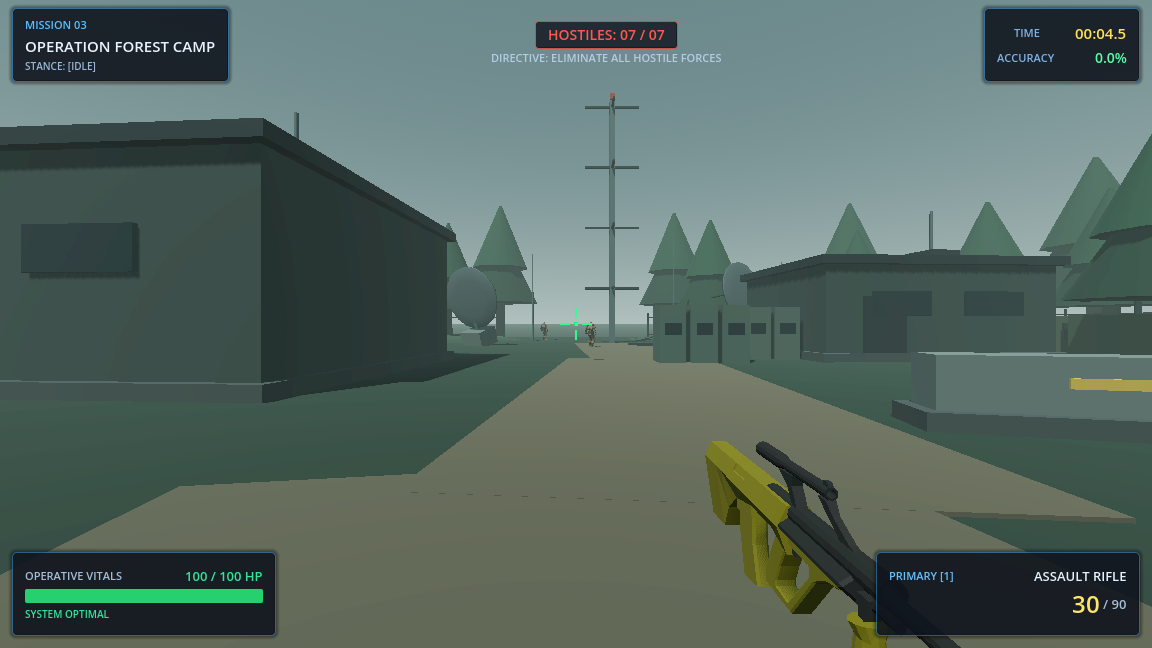 MISSION 03
OPERATION FOREST CAMP
STANCE: [IDLE]
HOSTILES: 07 / 07
DIRECTIVE: ELIMINATE ALL HOSTILE FORCES
TIME 00:04.5
ACCURACY 0.0%
OPERATIVE VITALS 100 / 100 HP
SYSTEM OPTIMAL
PRIMARY [1] ASSAULT RIFLE
30 / 90